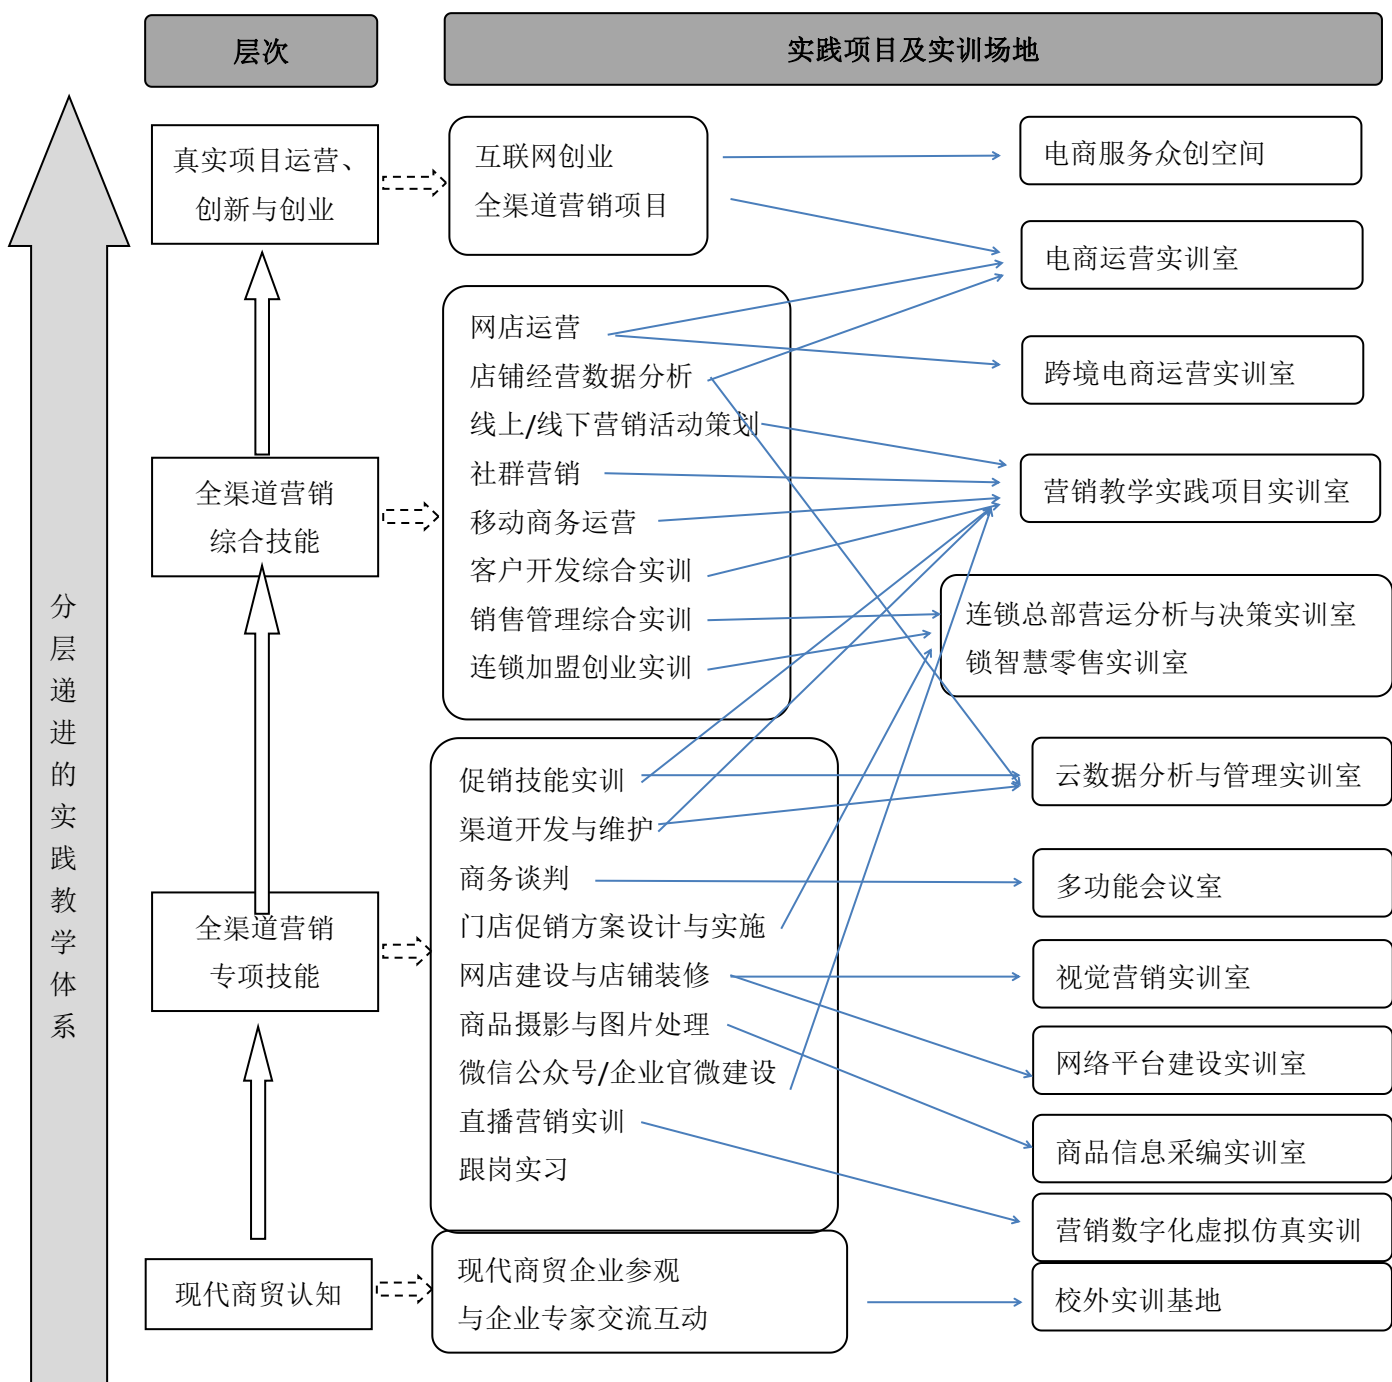 层次
实践项目及实训场地
分层递进的实践教学体系
真实项目运营、
创新与创业
互联网创业
全渠道营销项目
电商服务众创空间
电商运营实训室
全渠道营销
综合技能
网店运营
店铺经营数据分析
线上/线下营销活动策划
社群营销
移动商务运营
客户开发综合实训
销售管理综合实训
连锁加盟创业实训
跨境电商运营实训室
营销教学实践项目实训室
连锁总部营运分析与决策实训室
锁智慧零售实训室
全渠道营销
专项技能
促销技能实训
渠道开发与维护
商务谈判
门店促销方案设计与实施
网店建设与店铺装修
商品摄影与图片处理
微信公众号/企业官微建设
直播营销实训
跟岗实习
云数据分析与管理实训室
多功能会议室
视觉营销实训室
网络平台建设实训室
商品信息采编实训室
营销数字化虚拟仿真实训
现代商贸认知
现代商贸企业参观
与企业专家交流互动
校外实训基地